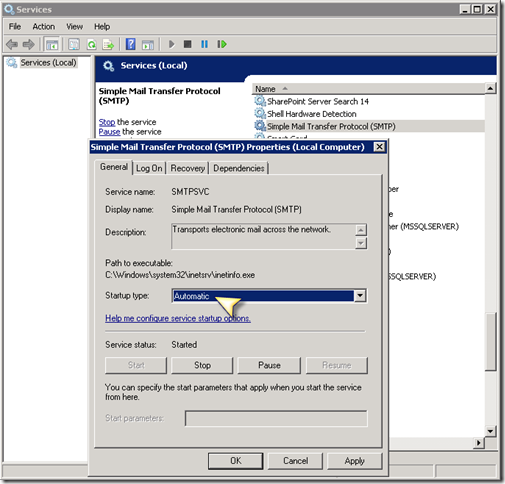 Services
File Action View Help
Services (Local)
Services (Local)
Simple Mail Transfer Protocol (SMTP)
Stop the service
Pause the service
Name
SharePoint Server Search 14
Shell Hardware Detection
Simple Mail Transfer Protocol (SMTP)
er (MSSQLSERVER)
(MSSQLSERVER)
Simple Mail Transfer Protocol (SMTP) Properties (Local Computer)
General Log On Recovery Dependencies
Service name: SMTPSVC
Display name: Simple Mail Transfer Protocol (SMTP)
Description: Transports electronic mail across the network.
Path to executable:
C:\Windows\system32\inetsrv\inetinfo.exe
Startup type: Automatic
Help me configure service startup options.
Service status: Started
Start Stop Pause Resume
You can specify the start parameters that apply when you start the service
from here.
Start parameters:
OK Cancel Apply